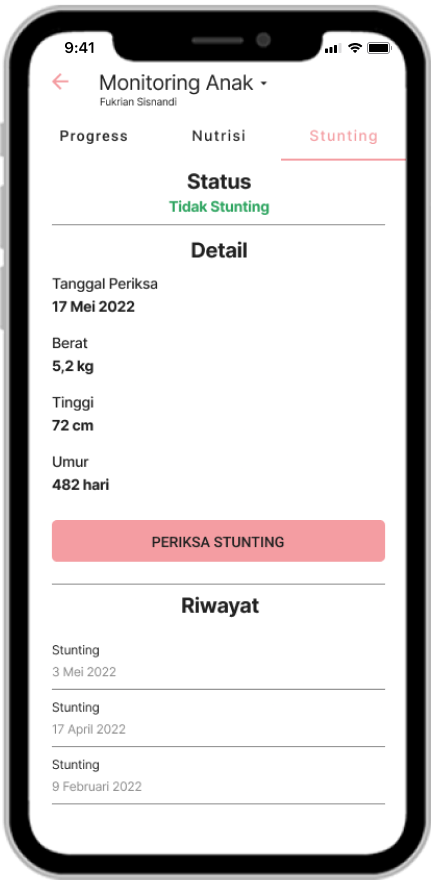 9:41
Monitoring Anak
Fukrian Sisnandi
Progress Nutrisi Stunting
Status
Tidak Stunting
Detail
Tanggal Periksa
17 Mei 2022
Berat
5,2 kg
Tinggi
72 cm
Umur
482 hari
PERIKSA STUNTING
Riwayat
Stunting
3 Mei 2022
Stunting
17 April 2022
Stunting
9 Februari 2022